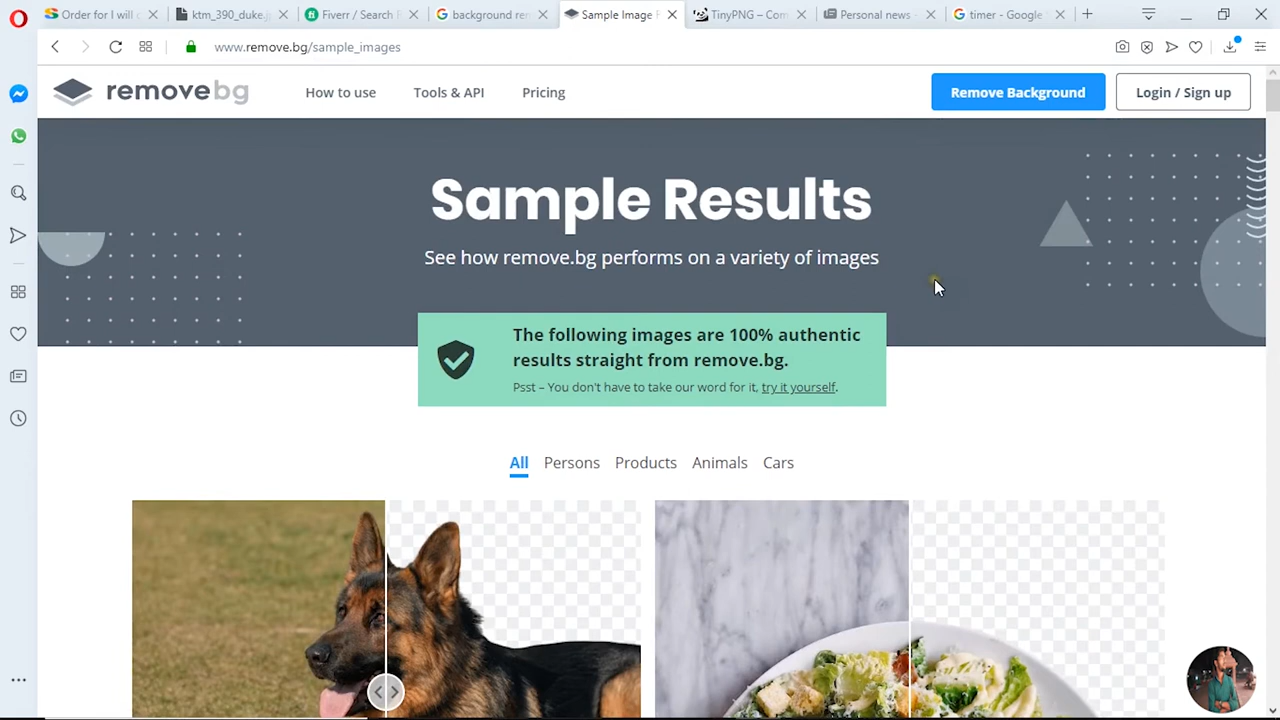 Order for I will c
ktm_390_duke.j
Fiverr / Search R
background rem
Sample Image R
TinyPNG – Com
Personal news -
timer - Google S
www.remove.bg/sample_images
removebg
How to use
Tools & API
Pricing
Remove Background
Login / Sign up
Sample Results
See how remove.bg performs on a variety of images
The following images are 100% authentic
results straight from remove.bg.
Psst – You don't have to take our word for it, try it yourself.
All
Persons
Products
Animals
Cars